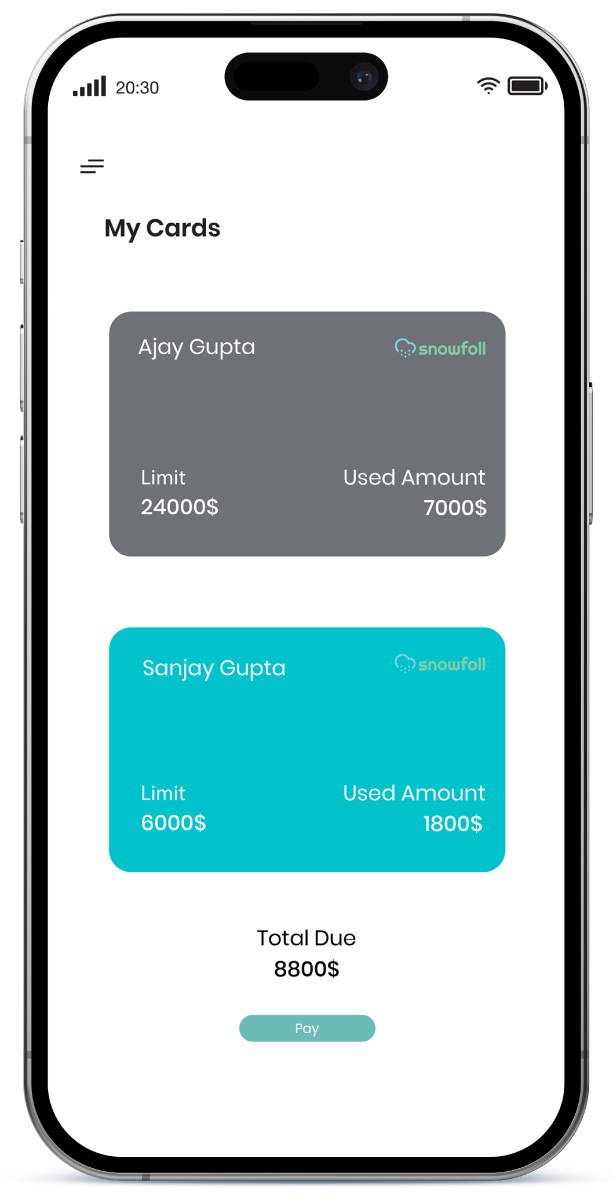 20:30
My Cards
Ajay Gupta
snowfoll
Limit
Used Amount
24000$
7000$
Sanjay Gupta
snowfoll
Limit
Used Amount
6000$
1800$
Total Due
8800$
Pay